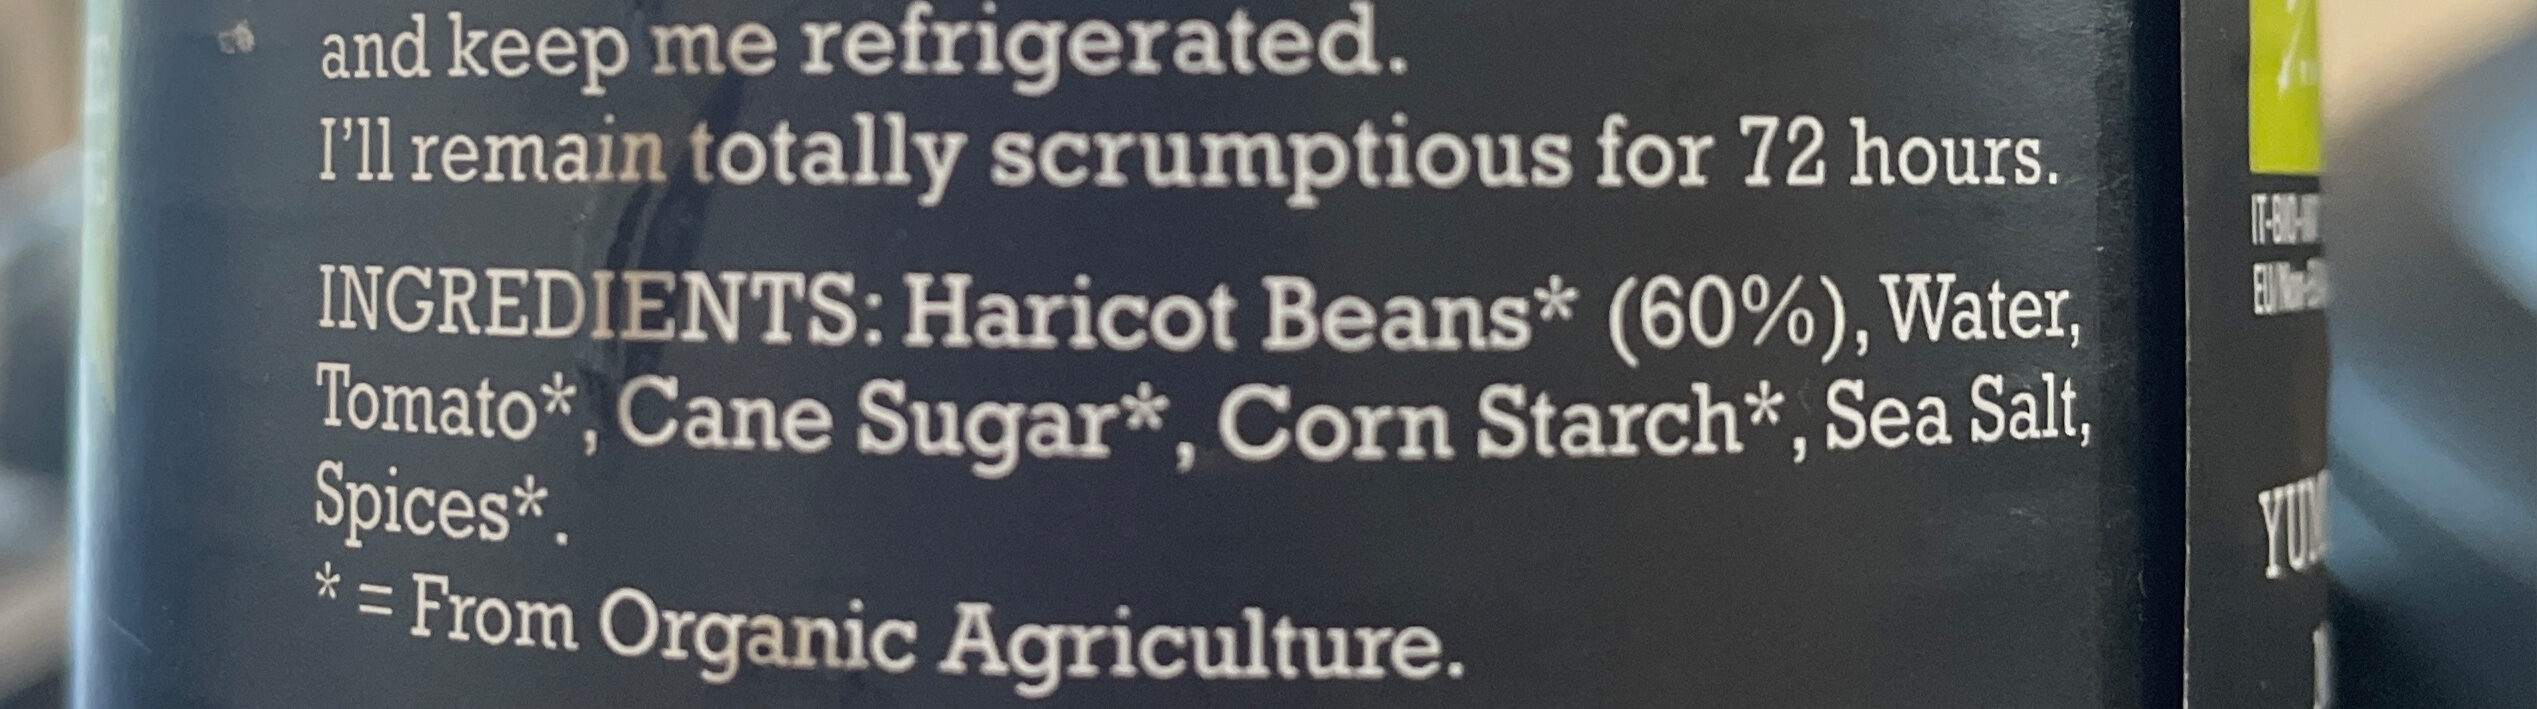 and keep me refrigerated.
I'll remain totally scrumptious for 72 hours.
INGREDIENTS: Haricot Beans* (60%), Water,
Tomato*, Cane Sugar*, Corn Starch*, Sea Salt,
Spices*.
* = From Organic Agriculture.